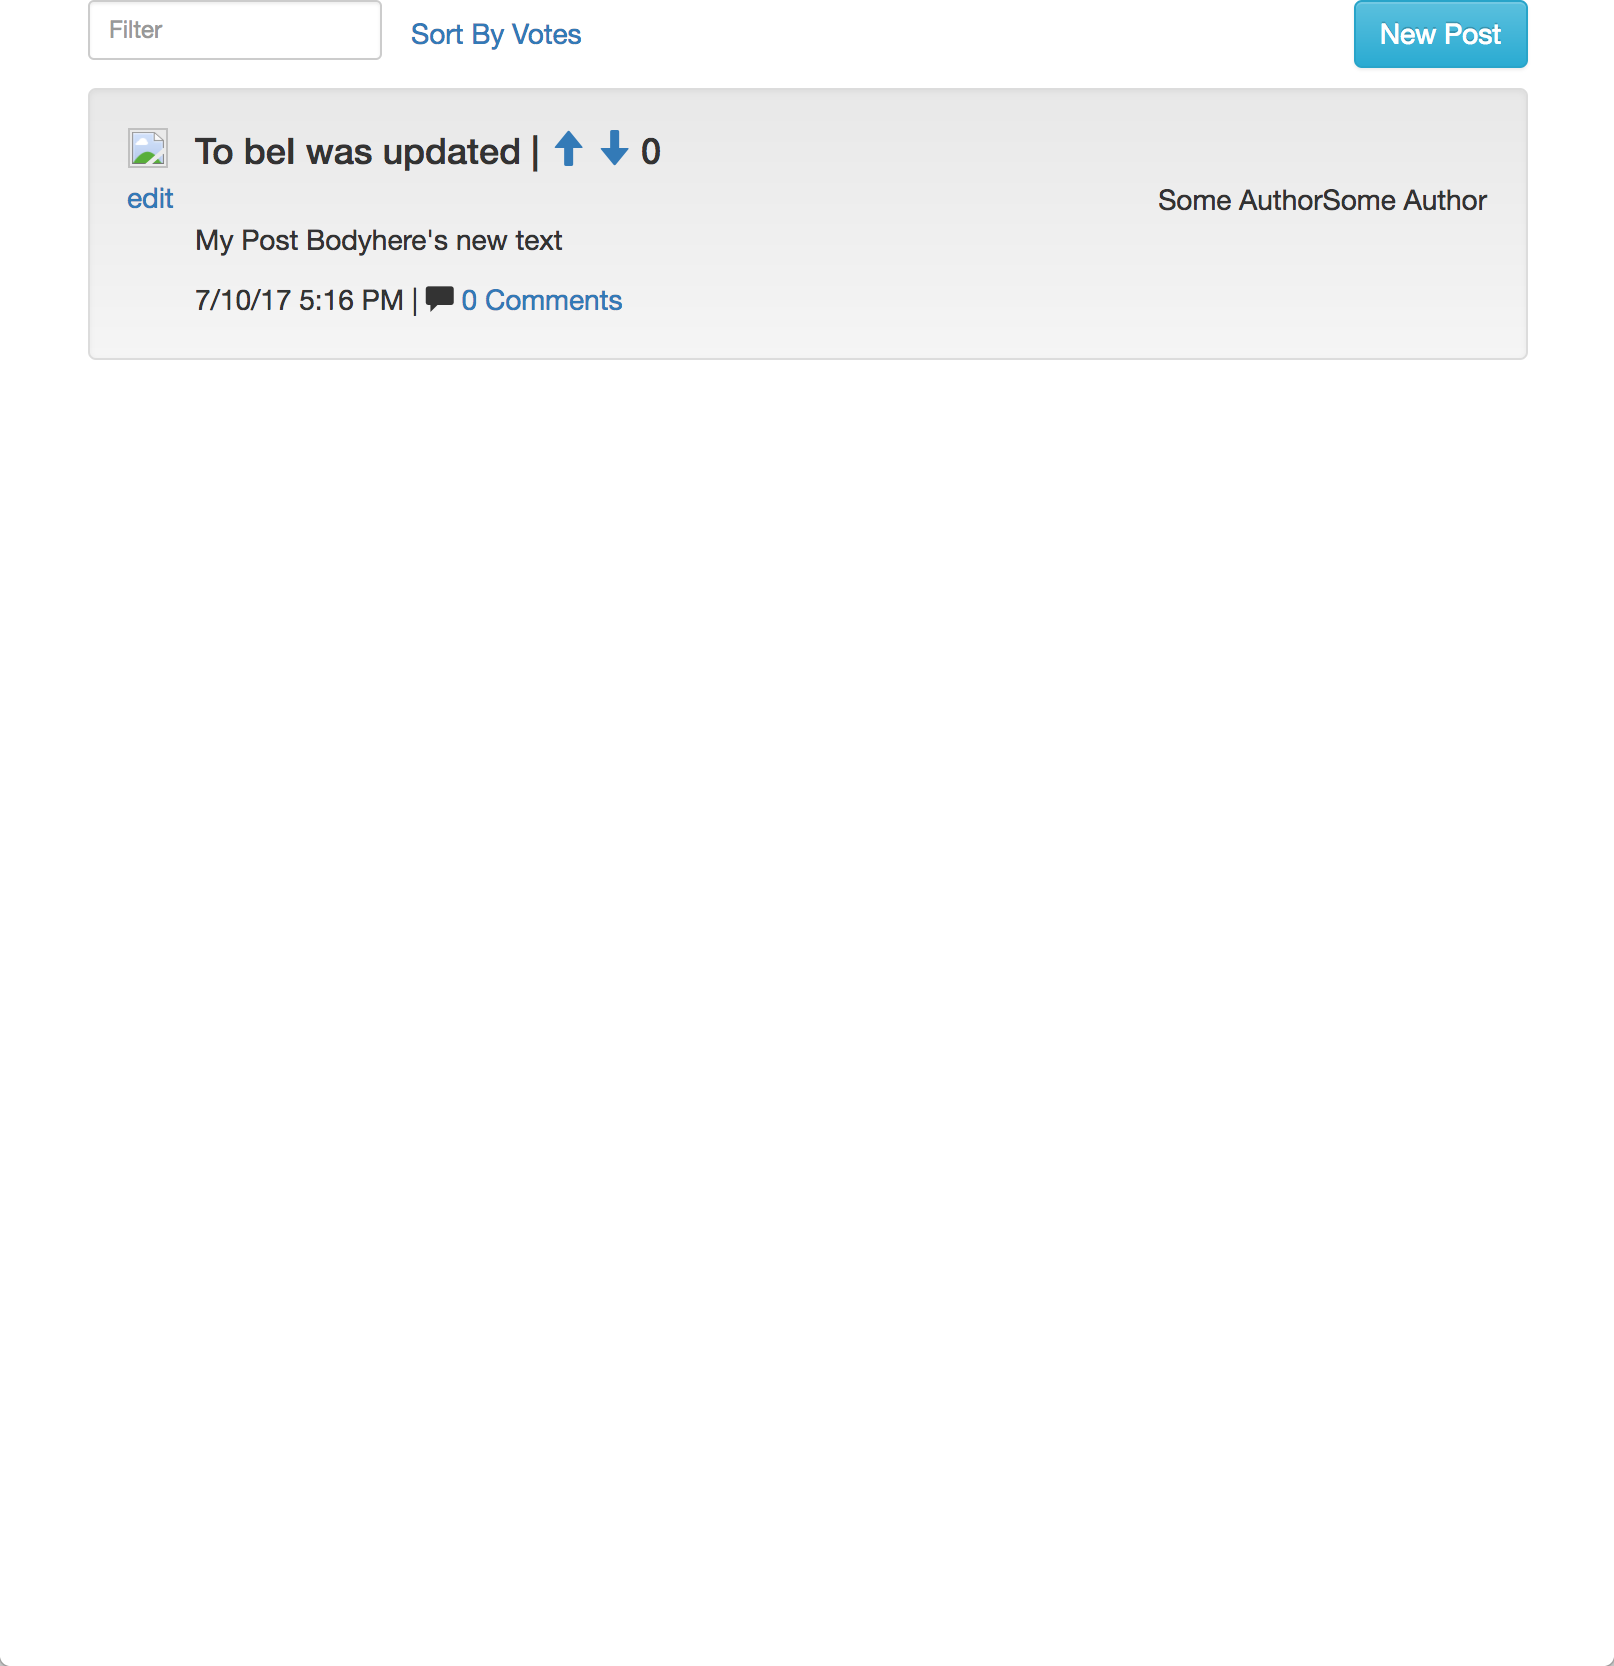 Filter Sort By Votes New Post
To bel was updated | 0
edit Some AuthorSome Author
My Post Bodyhere's new text
7/10/17 5:16 PM | 0 Comments